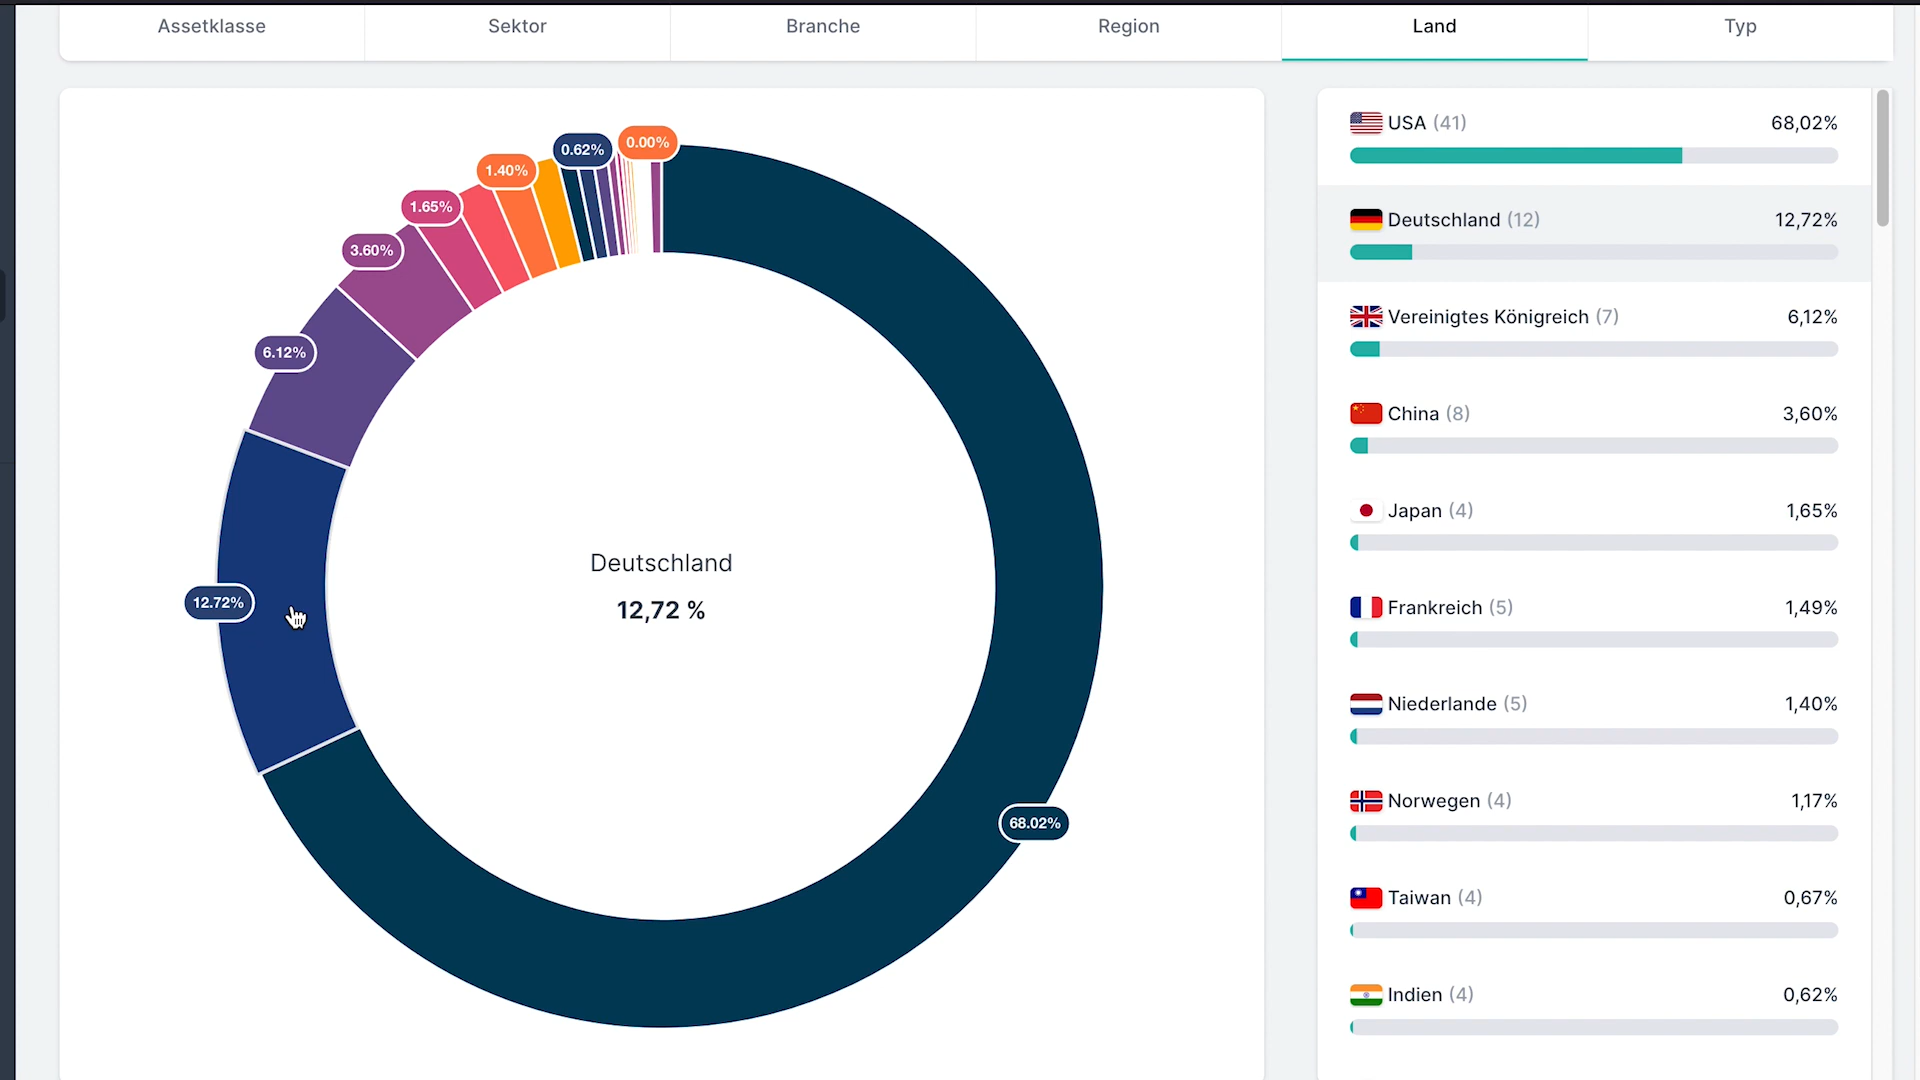 Assetklasse
Sektor
Branche
Region
Land
Typ
0.00%
0.62%
1.40%
1.65%
3.60%
6.12%
12.72%
68.02%
Deutschland
12,72 %
USA (41) 68,02%
Deutschland (12) 12,72%
Vereinigtes Königreich (7) 6,12%
China (8) 3,60%
Japan (4) 1,65%
Frankreich (5) 1,49%
Niederlande (5) 1,40%
Norwegen (4) 1,17%
Taiwan (4) 0,67%
Indien (4) 0,62%